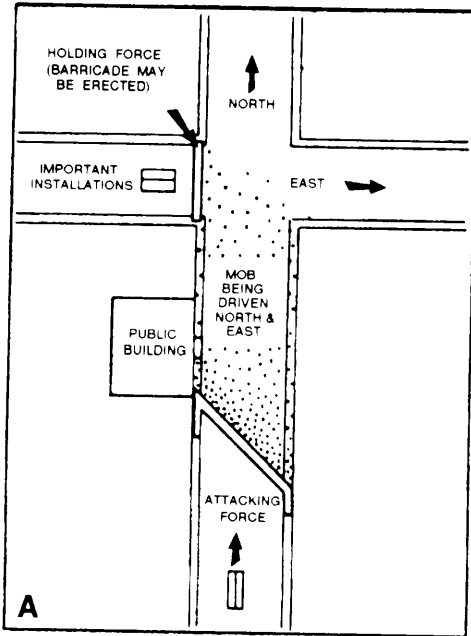 HOLDING FORCE
(BARRICADE MAY
BE ERECTED)
NORTH
IMPORTANT
INSTALLATIONS
EAST
MOB
BEING
DRIVEN
NORTH &
EAST
PUBLIC
BUILDING
ATTACKING
FORCE
A